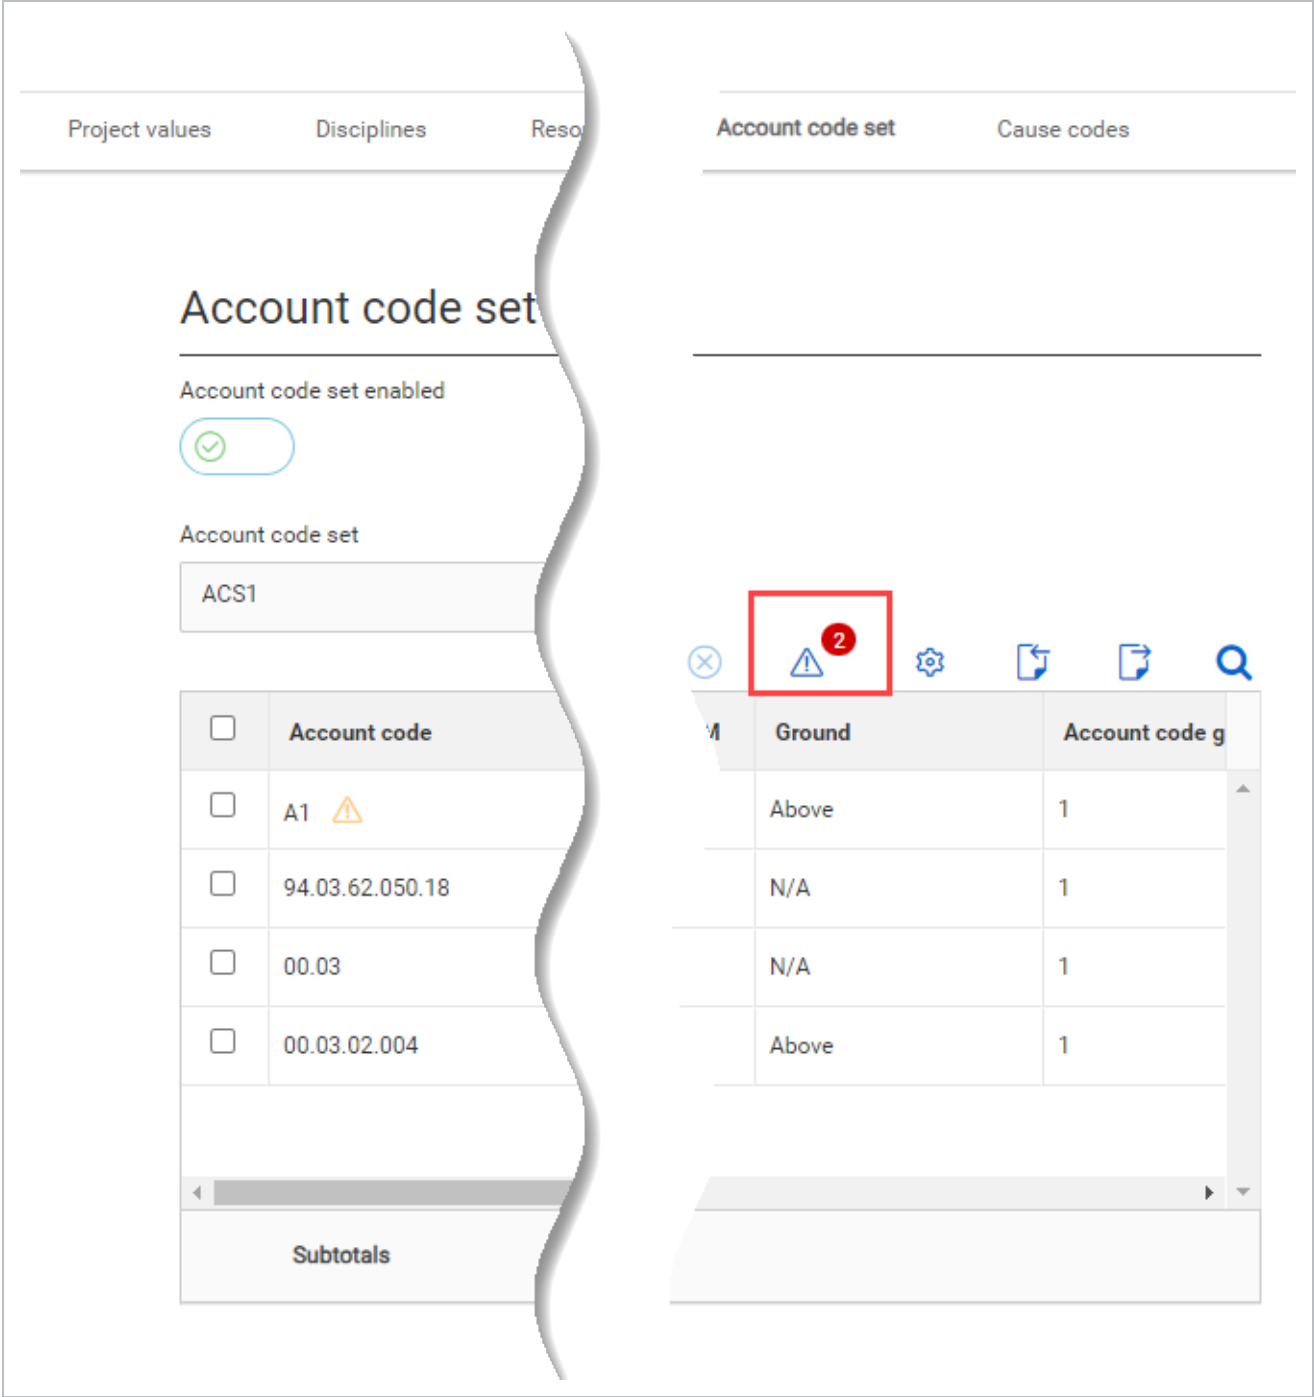 Project values Disciplines Account code set Cause codes
Account code set
Account code set enabled
Account code set
ACS1
2
Account code Ground Account code g
A1 Above 1
94.03.62.050.18 N/A 1
00.03 N/A 1
00.03.02.004 Above 1
Subtotals